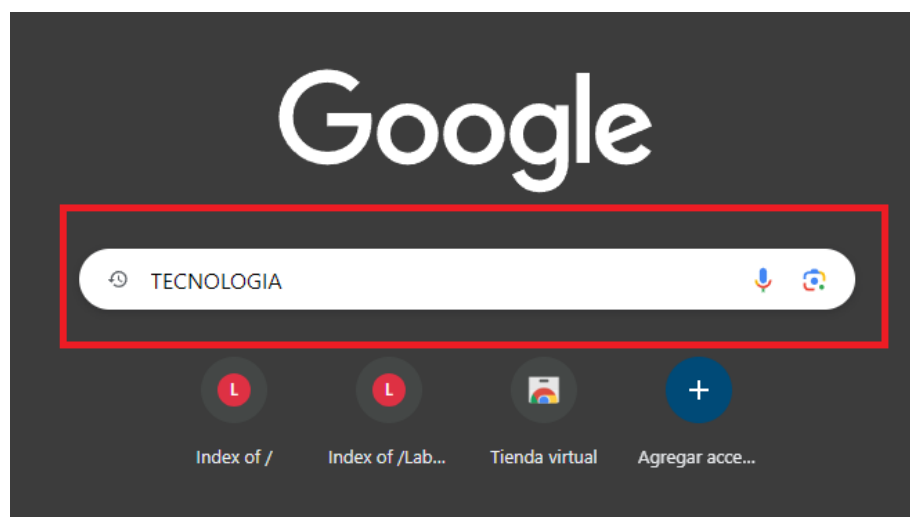 Google
TECNOLOGIA
L L
Index of / Index of /Lab... Tienda virtual Agregar acce...